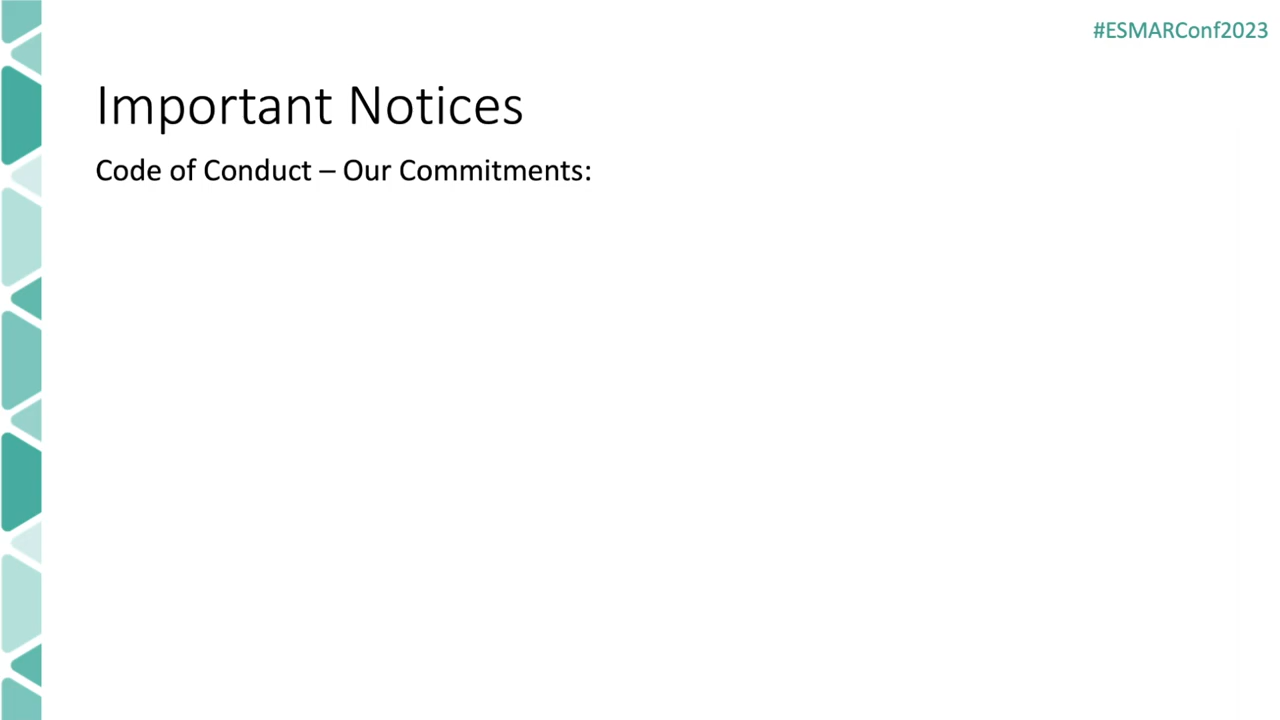 #ESMARConf2023
Important Notices
Code of Conduct – Our Commitments: